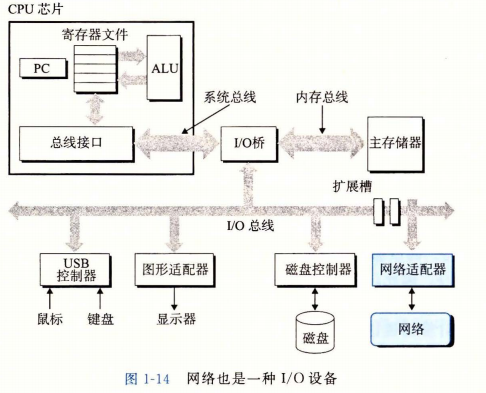 CPU 芯片
寄存器文件
PC
ALU
系统总线
内存总线
总线接口
I/O桥
主存储器
扩展槽
I/O 总线
USB
控制器
图形适配器
磁盘控制器
网络适配器
鼠标
键盘
显示器
磁盘
网络
图 1-14 网络也是一种 I/O 设备